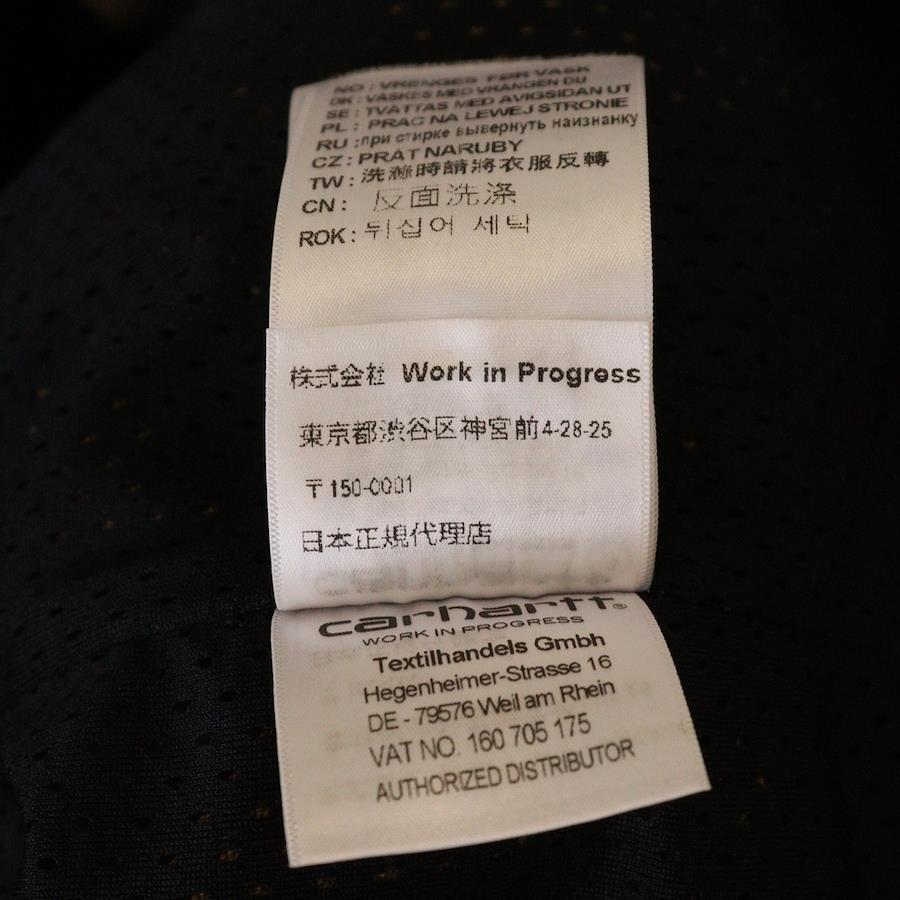 NO : VRENGES FØR VASK
DK : VASKES MED VRANGEN DU
SE : TVÄTTAS MED AVIGSIDAN UT
PL : PRAĆ NA LEWEJ STRONIE
RU :при стирке вывернуть наизнанку
CZ : PRÁT NARUBY
TW : 洗滌時請將衣服反轉
CN : 反面洗涤
ROK : 뒤집어 세탁
株式会社 Work in Progress
東京都渋谷区神宮前4-28-25
〒150-0001
日本正規代理店
carhartt®
WORK IN PROGRESS
Textilhandels Gmbh
Hegenheimer-Strasse 16
DE - 79576 Weil am Rhein
VAT NO. 160 705 175
AUTHORIZED DISTRIBUTOR